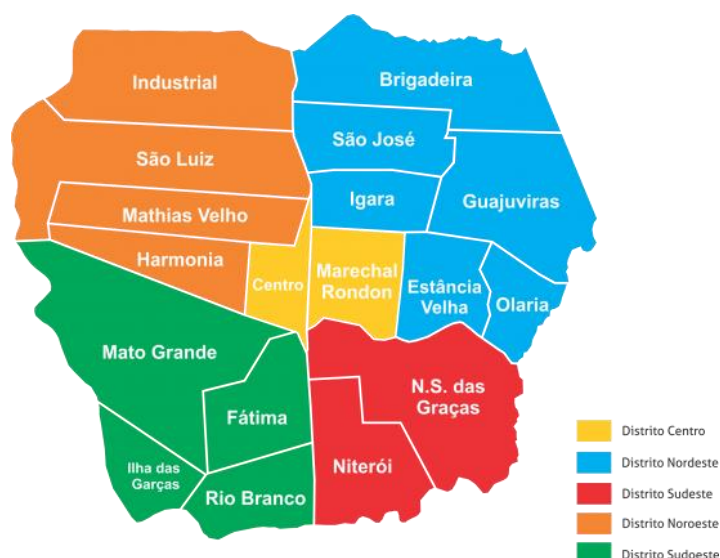 Industrial
Brigadeira
São José
São Luiz
Igara
Guajuviras
Mathias Velho
Harmonia
Centro
Marechal
Rondon
Estância
Velha
Olaria
Mato Grande
N.S. das
Graças
Fátima
Ilha das
Garças
Niterói
Rio Branco
Distrito Centro
Distrito Nordeste
Distrito Sudeste
Distrito Noroeste
Distrito Sudoeste